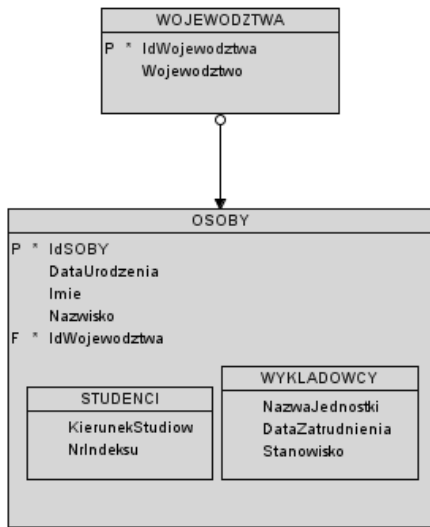 WOJEWODZTWA
P * IdWojewodztwa
Wojewodztwo
OSOBY
P * IdSOBY
DataUrodzenia
Imie
Nazwisko
F * IdWojewodztwa
STUDENCI
KierunekStudiow
NrIndeksu
WYKLADOWCY
NazwaJednostki
DataZatrudnienia
Stanowisko